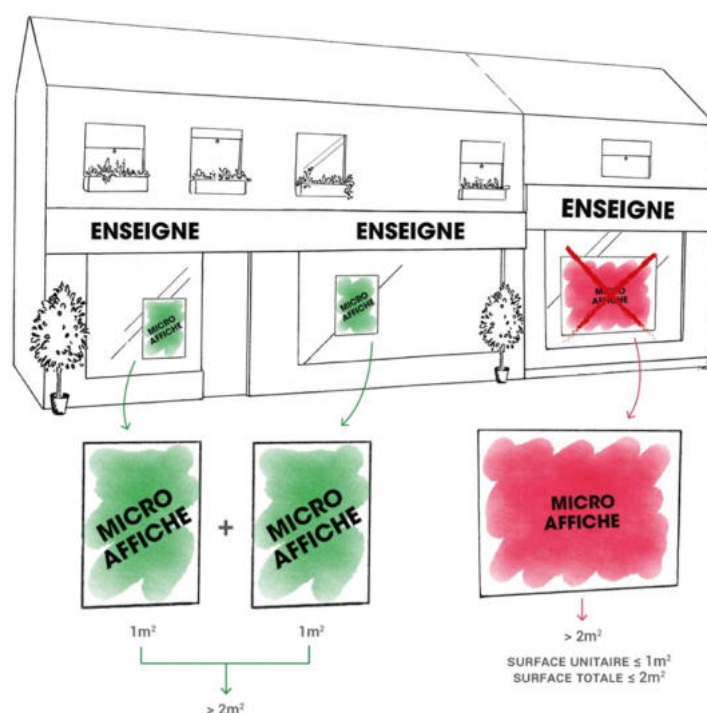 ENSEIGNE
ENSEIGNE
ENSEIGNE
MICRO
AFFICHE
MICRO
AFFICHE
MICRO
AFFICHE
MICRO
AFFICHE
+
MICRO
AFFICHE
MICRO
AFFICHE
1m²
1m²
> 2m²
> 2m²
SURFACE UNITAIRE ≤ 1m²
SURFACE TOTALE ≤ 2m²